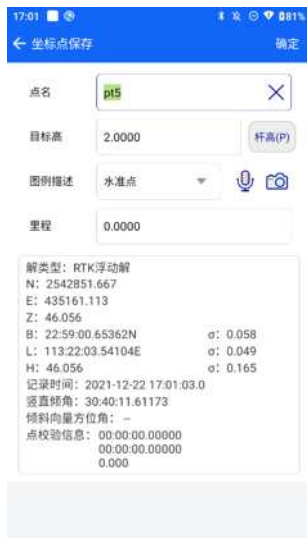 17:01 81%
坐标点保存 确定
点名 pt5
目标高 2.0000 杆高(P)
图例描述 水准点
里程 0.0000
解类型：RTK浮动解
N：2542851.667
E：435161.113
Z：46.056
B：22:59:00.65362N σ：0.058
L：113:22:03.54104E σ：0.049
H：46.056 σ：0.165
记录时间：2021-12-22 17:01:03.0
竖直倾角：30:40:11.61173
倾斜向量方位角：--
点校验信息：00:00:00.00000
00:00:00.00000
0.000